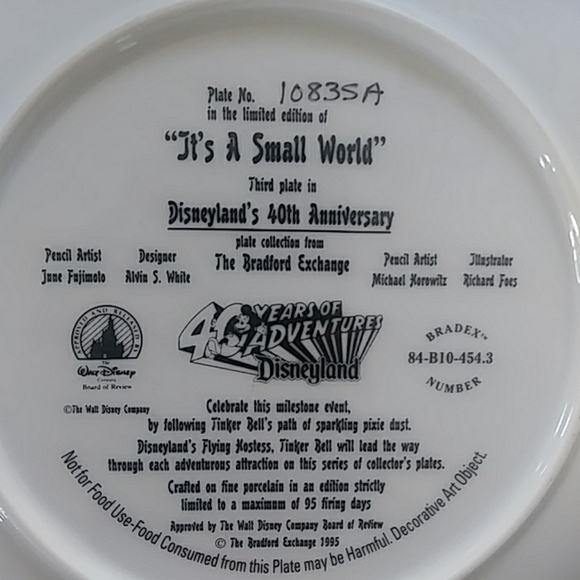 Plate No. 10835A
in the limited edition of
"It's A Small World"
Third plate in
Disneyland's 40th Anniversary
plate collection from
The Bradford Exchange
Pencil Artist
June Fujimoto
Designer
Alvin S. White
Pencil Artist
Michael Horowitz
Illustrator
Richard Foes
APPROVED AND RELEASED BY
The
Walt Disney
Company
Board of Review
40 YEARS OF
ADVENTURES
Disneyland
BRADEX™
84-B10-454.3
NUMBER
©The Walt Disney Company
Celebrate this milestone event,
by following Tinker Bell's path of sparkling pixie dust.
Disneyland's Flying Hostess, Tinker Bell will lead the way
through each adventurous attraction on this series of collector's plates.
Crafted on fine porcelain in an edition strictly
limited to a maximum of 95 firing days
Approved by The Walt Disney Company Board of Review
© The Bradford Exchange 1995
Not for Food Use-Food Consumed from this Plate may be Harmful. Decorative Art Object.